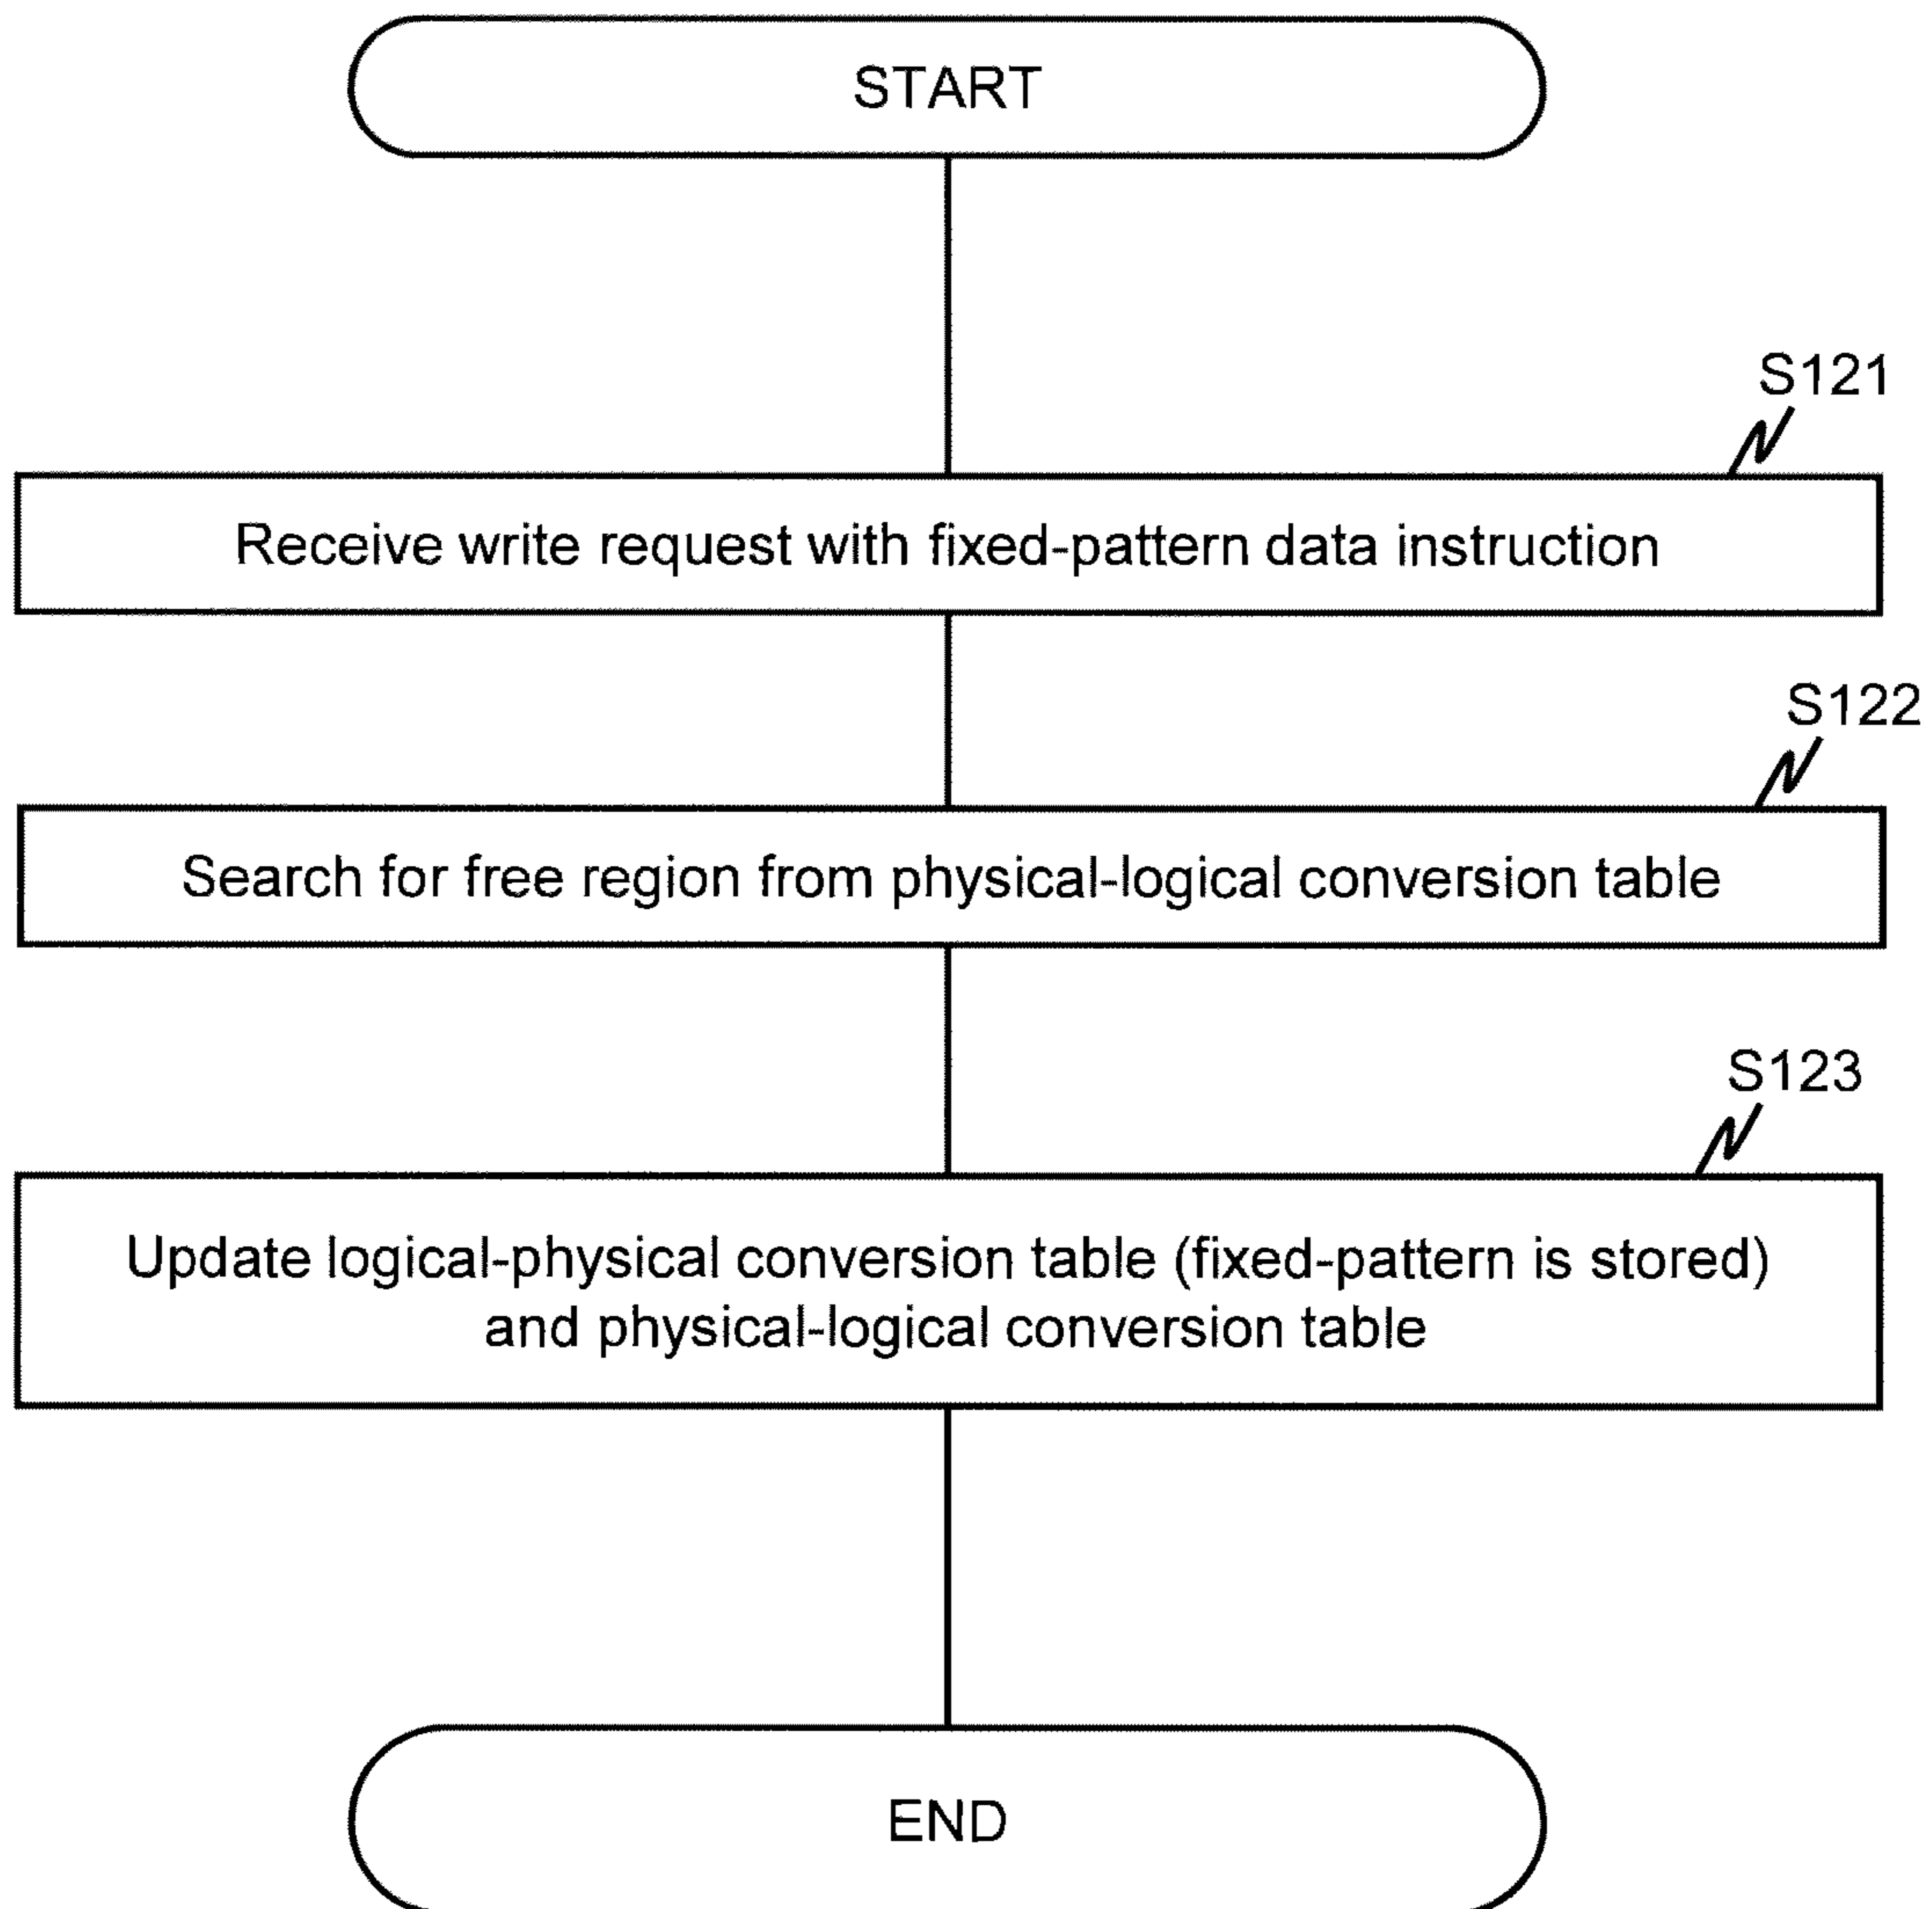 START
S121
Receive write request with fixed-pattern data instruction
S122
Search for free region from physical-logical conversion table
S123
Update logical-physical conversion table (fixed-pattern is stored)
and physical-logical conversion table
END